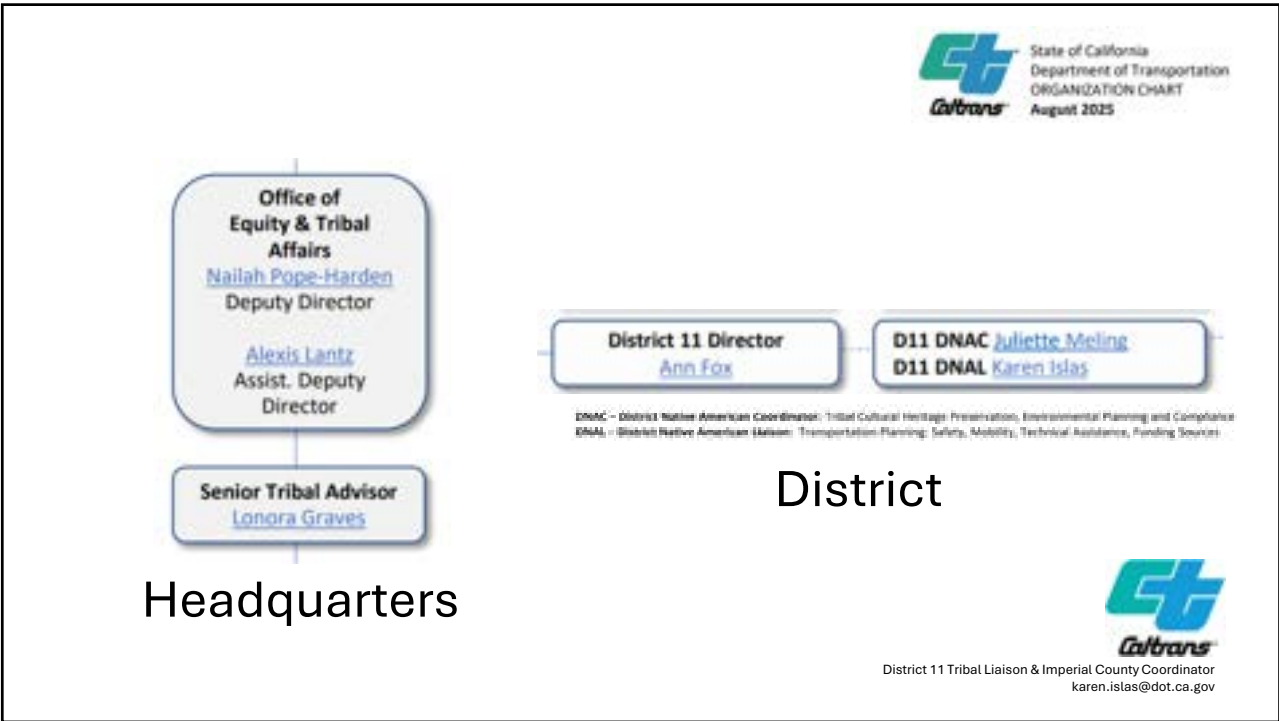 Caltrans
State of California
Department of Transportation
ORGANIZATION CHART
August 2025
Office of
Equity & Tribal
Affairs
Nailah Pope-Harden
Deputy Director
Alexis Lantz
Assist. Deputy
Director
Senior Tribal Advisor
Lonora Graves
Headquarters
District 11 Director
Ann Fox
D11 DNAC Juliette Meling
D11 DNAL Karen Islas
DNAC – District Native American Coordinator: Tribal Cultural Heritage Preservation, Environmental Planning and Compliance
DNAL – District Native American Liaison: Transportation Planning: Safety, Mobility, Technical Assistance, Funding Sources
District
Caltrans
District 11 Tribal Liaison & Imperial County Coordinator
karen.islas@dot.ca.gov